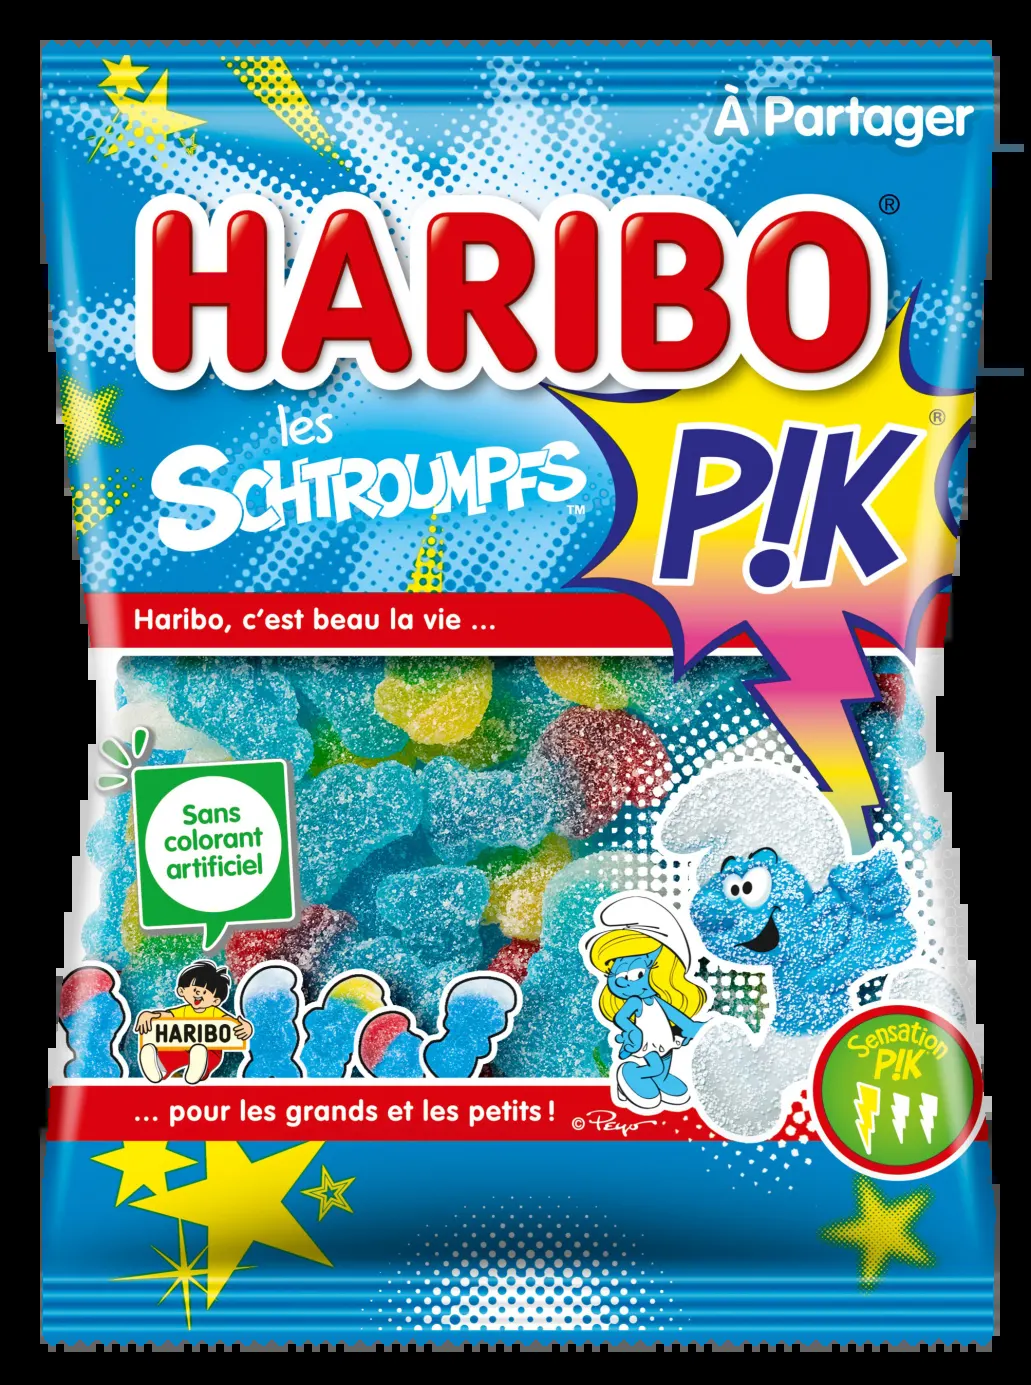 À Partager
HARIBO®
les
SCHTROUMPFS™
P!K®
Haribo, c'est beau la vie ...
Sans
colorant
artificiel
HARIBO
Sensation
P!K
... pour les grands et les petits !
© Peyo